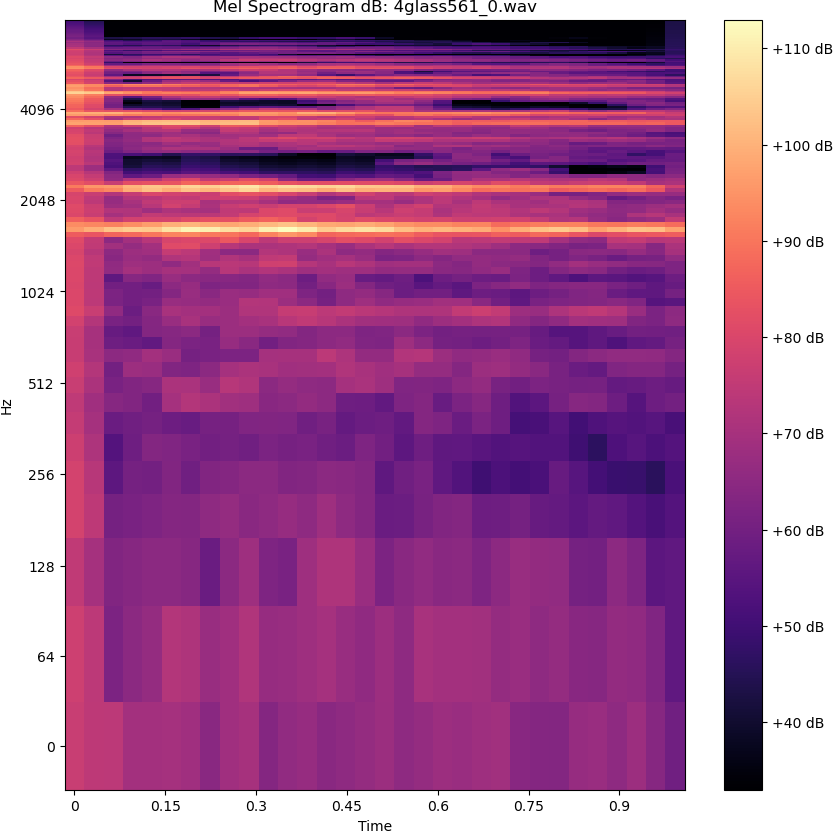 Mel Spectrogram dB: 4glass561_0.wav
+110 dB
4096
+100 dB
2048
+90 dB
1024
+80 dB
512
Hz
+70 dB
256
+60 dB
128
+50 dB
64
+40 dB
0
0 0.15 0.3 0.45 0.6 0.75 0.9
Time